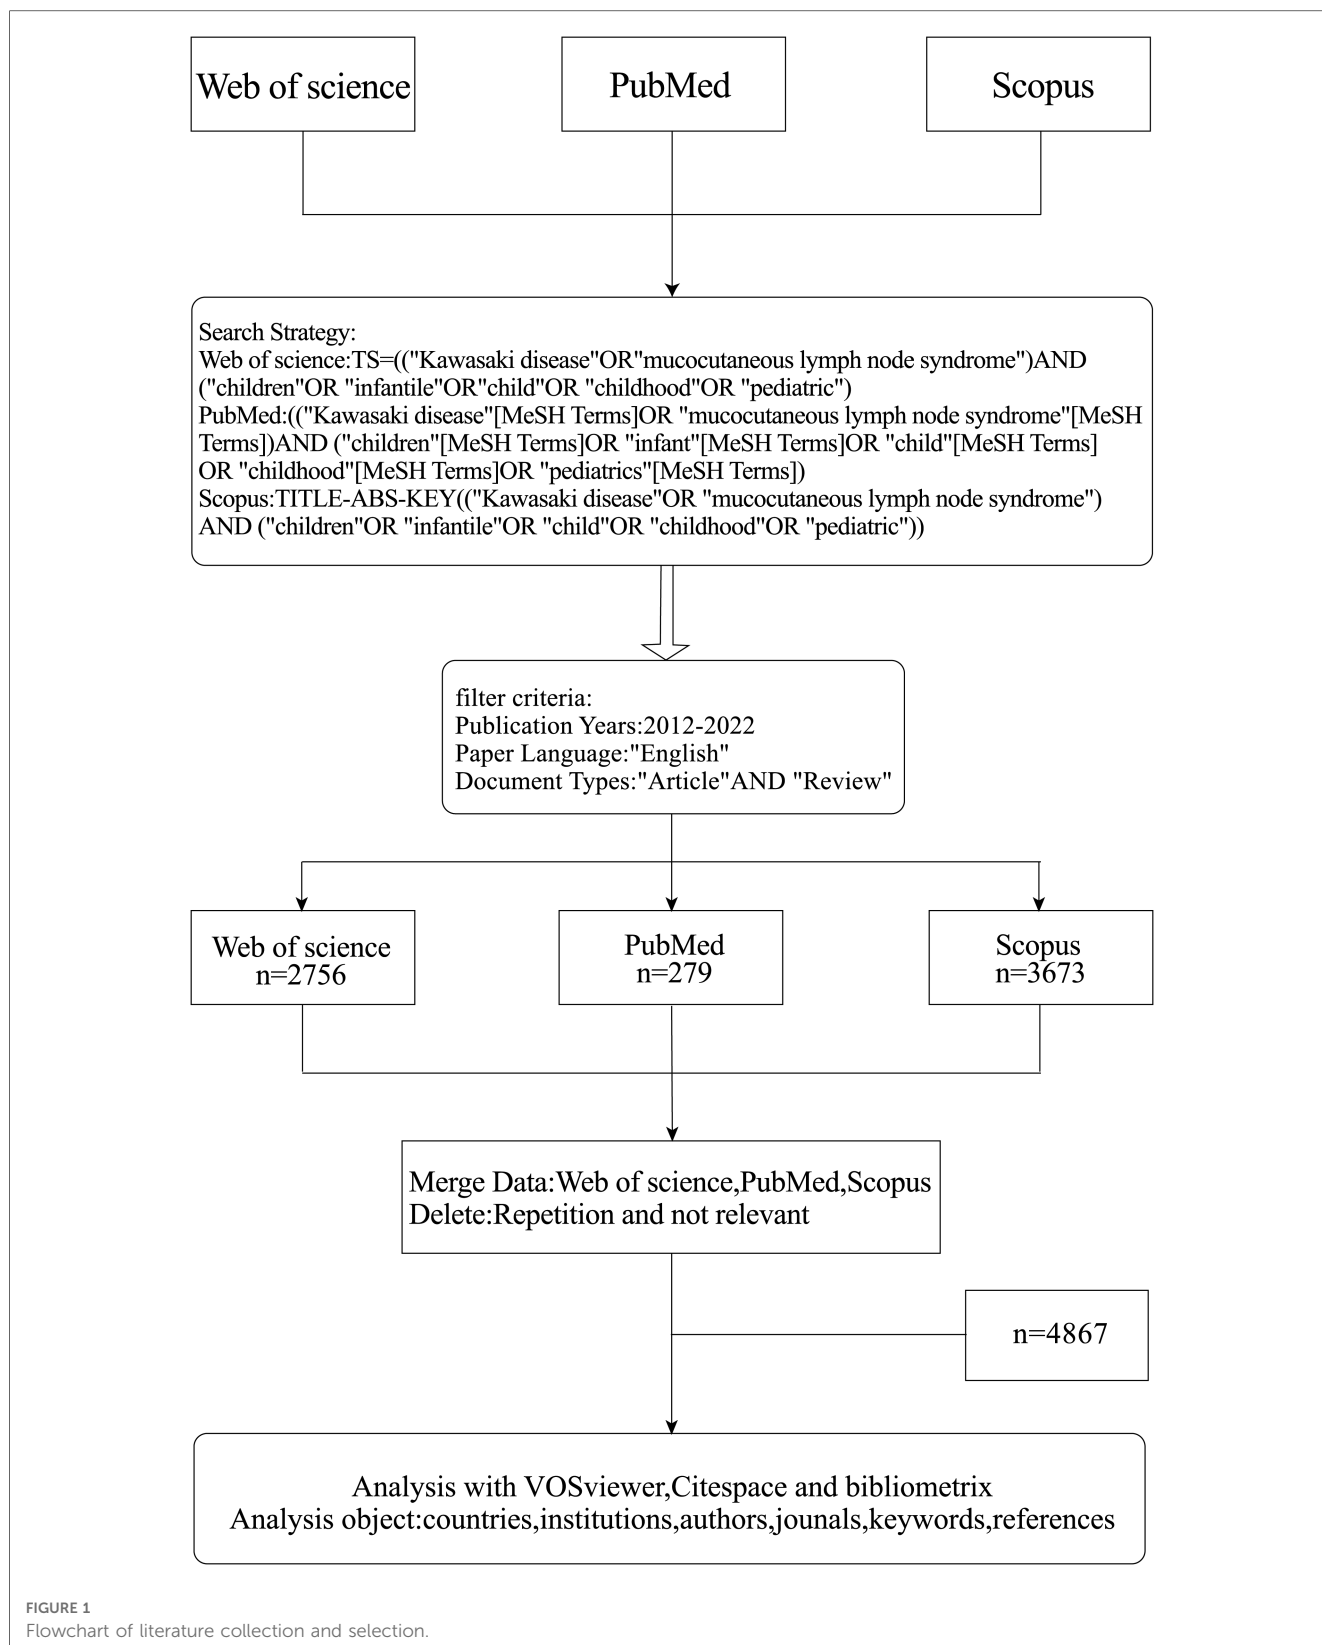 Web of science
PubMed
Scopus
Search Strategy:
Web of science:TS=(("Kawasaki disease"OR"mucocutaneous lymph node syndrome")AND
("children"OR "infantile"OR"child"OR "childhood"OR "pediatric")
PubMed:(("Kawasaki disease"[MeSH Terms]OR "mucocutaneous lymph node syndrome"[MeSH
Terms])AND ("children"[MeSH Terms]OR "infant"[MeSH Terms]OR "child"[MeSH Terms]
OR "childhood"[MeSH Terms]OR "pediatrics"[MeSH Terms])
Scopus:TITLE-ABS-KEY(("Kawasaki disease"OR "mucocutaneous lymph node syndrome")
AND ("children"OR "infantile"OR "child"OR "childhood"OR "pediatric"))
filter criteria:
Publication Years:2012-2022
Paper Language:"English"
Document Types:"Article"AND "Review"
Web of science
n=2756
PubMed
n=279
Scopus
n=3673
Merge Data:Web of science,PubMed,Scopus
Delete:Repetition and not relevant
n=4867
Analysis with VOSviewer,Citespace and bibliometrix
Analysis object:countries,institutions,authors,jounals,keywords,references
FIGURE 1
Flowchart of literature collection and selection.